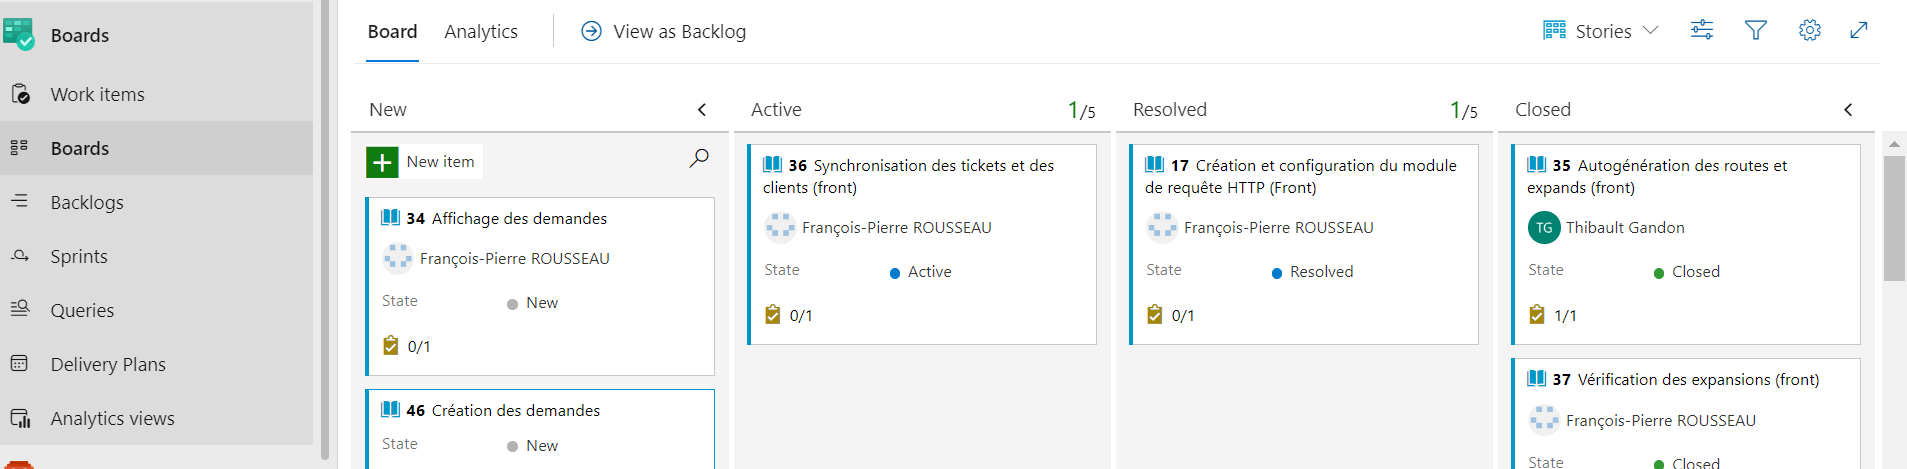 Boards
Work items
Boards
Backlogs
Sprints
Queries
Delivery Plans
Analytics views
Board
Analytics
View as Backlog
Stories
New
New item
34 Affichage des demandes
François-Pierre ROUSSEAU
State
New
0/1
46 Création des demandes
State
New
Active
1/5
36 Synchronisation des tickets et des
clients (front)
François-Pierre ROUSSEAU
State
Active
0/1
Resolved
1/5
17 Création et configuration du module
de requête HTTP (Front)
François-Pierre ROUSSEAU
State
Resolved
0/1
Closed
35 Autogénération des routes et
expands (front)
TG
Thibault Gandon
State
Closed
1/1
37 Vérification des expansions (front)
François-Pierre ROUSSEAU
State
Closed